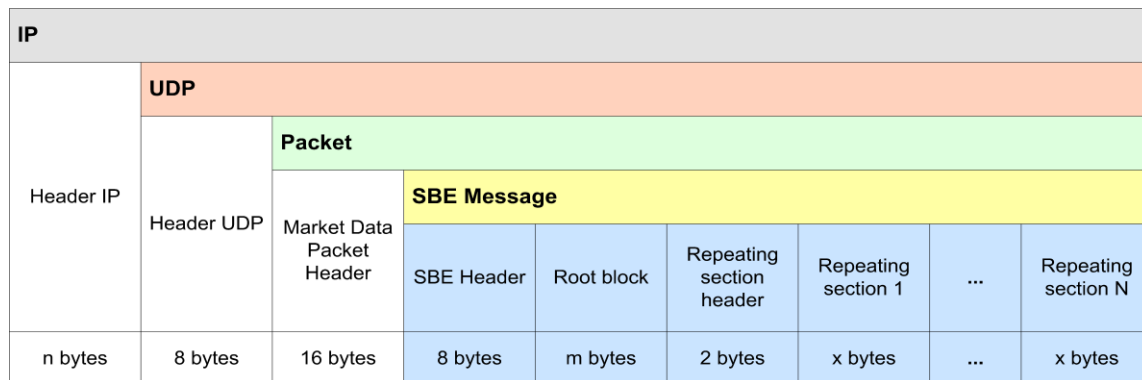 IP
UDP
Packet
Header IP
SBE Message
Header UDP
Market Data
Packet
Header
SBE Header
Root block
Repeating
section
header
Repeating
section 1
...
Repeating
section N
n bytes
8 bytes
16 bytes
8 bytes
m bytes
2 bytes
x bytes
...
x bytes